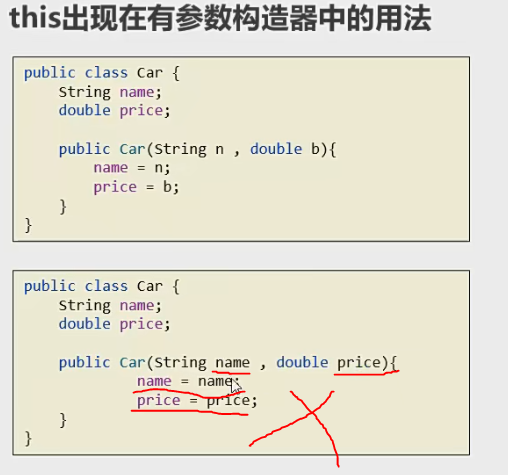 this出现在有参数构造器中的用法
public class Car {
String name;
double price;
public Car(String n , double b){
name = n;
price = b;
}
}
public class Car {
String name;
double price;
public Car(String name , double price){
name = name;
price = price;
}
}